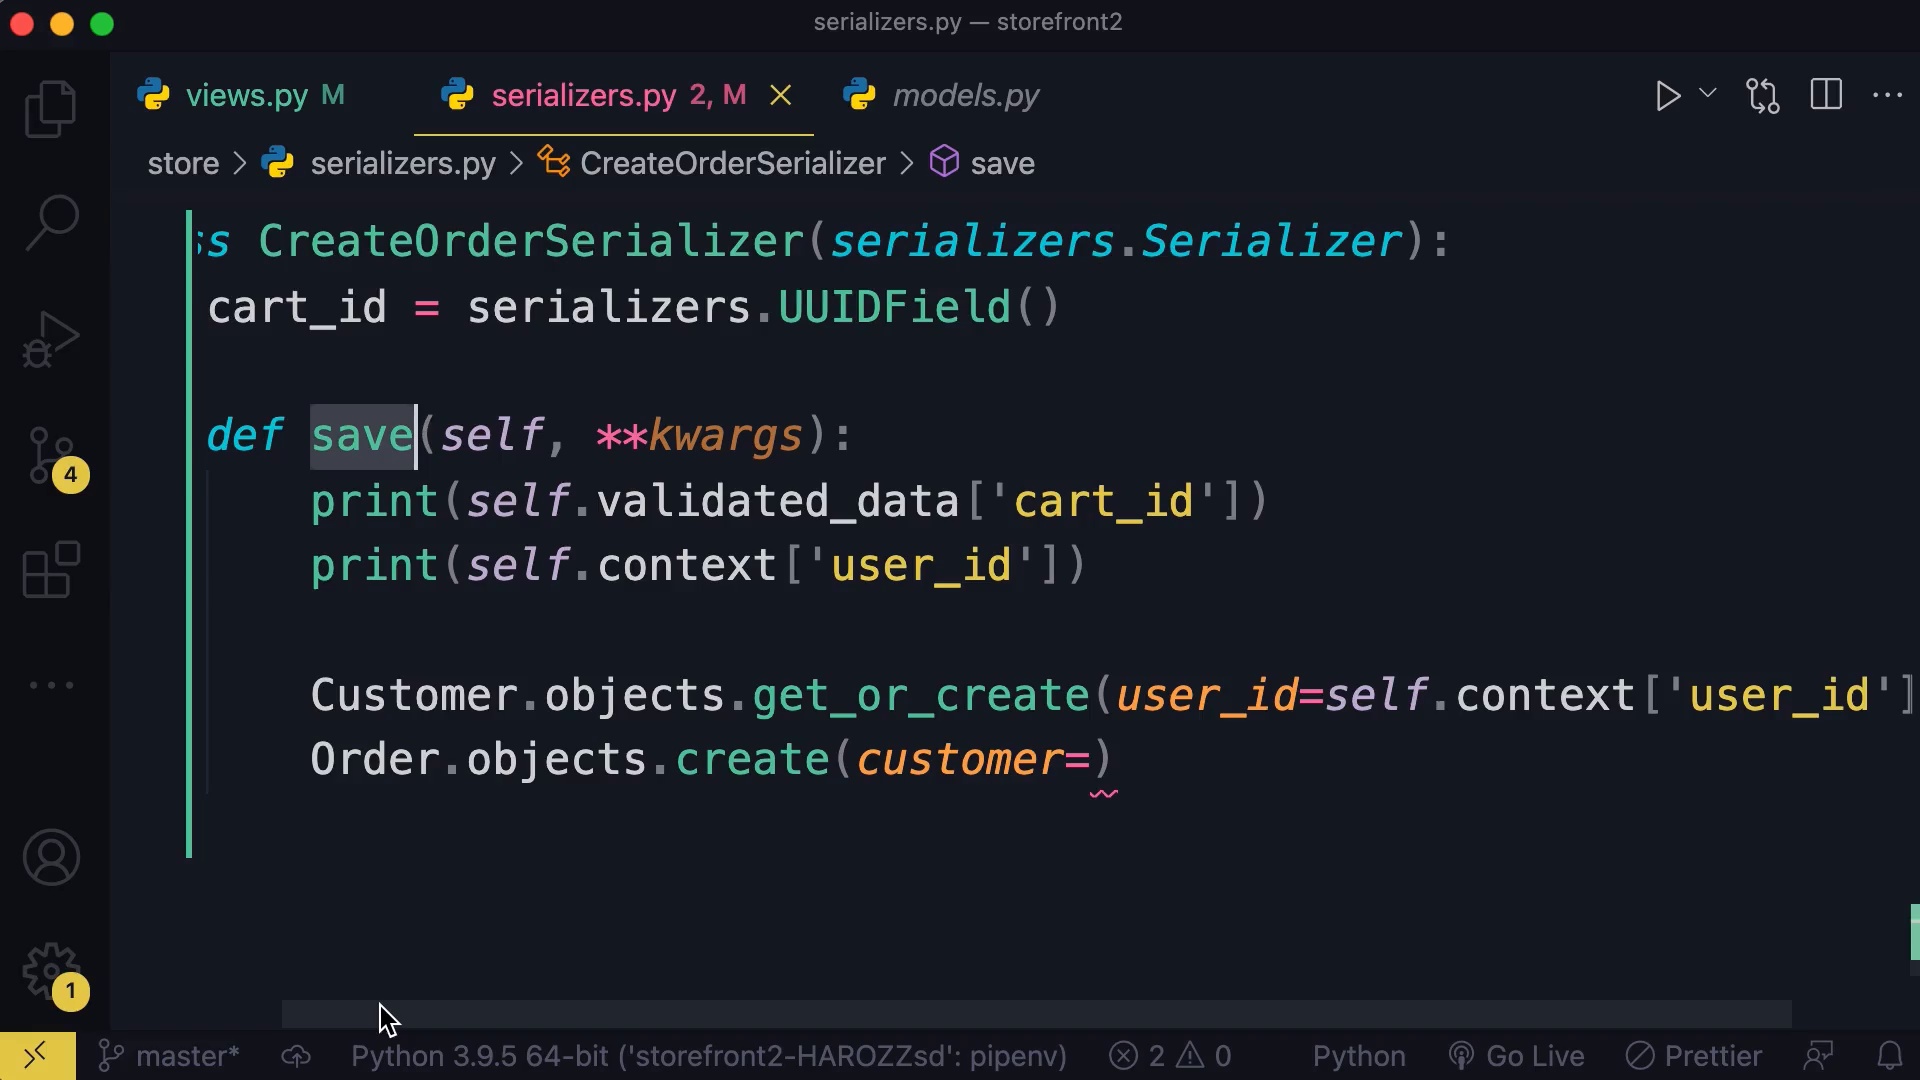 serializers.py — storefront2
views.py M serializers.py 2, M models.py
store > serializers.py > CreateOrderSerializer > save
ss CreateOrderSerializer(serializers.Serializer):
cart_id = serializers.UUIDField()
def save(self, **kwargs):
print(self.validated_data['cart_id'])
print(self.context['user_id'])
Customer.objects.get_or_create(user_id=self.context['user_id']
Order.objects.create(customer=)
4
1
master* Python 3.9.5 64-bit ('storefront2-HAROZZsd': pipenv) 2 0 Python Go Live Prettier